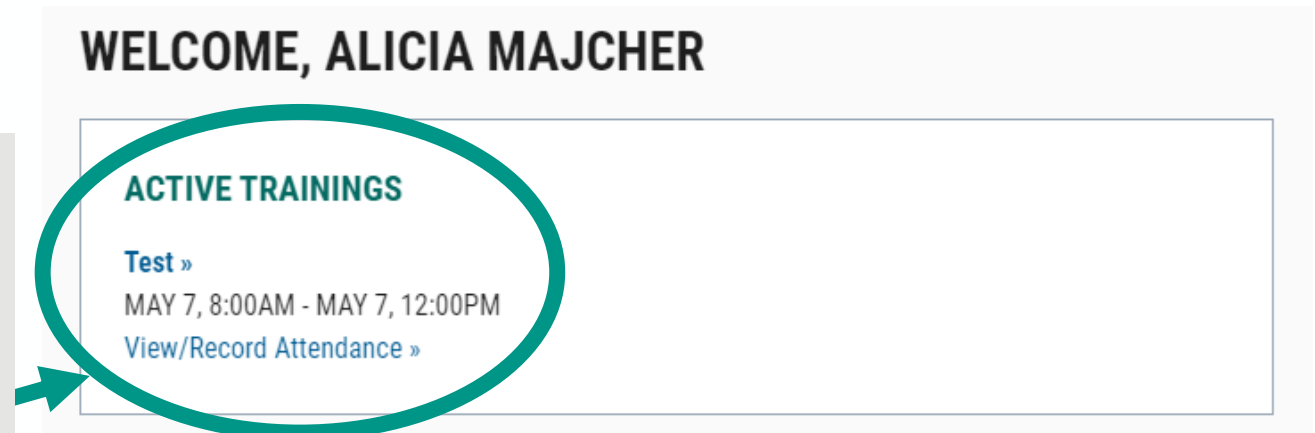 WELCOME, ALICIA MAJCHER
ACTIVE TRAININGS
Test »
MAY 7, 8:00AM - MAY 7, 12:00PM
View/Record Attendance »